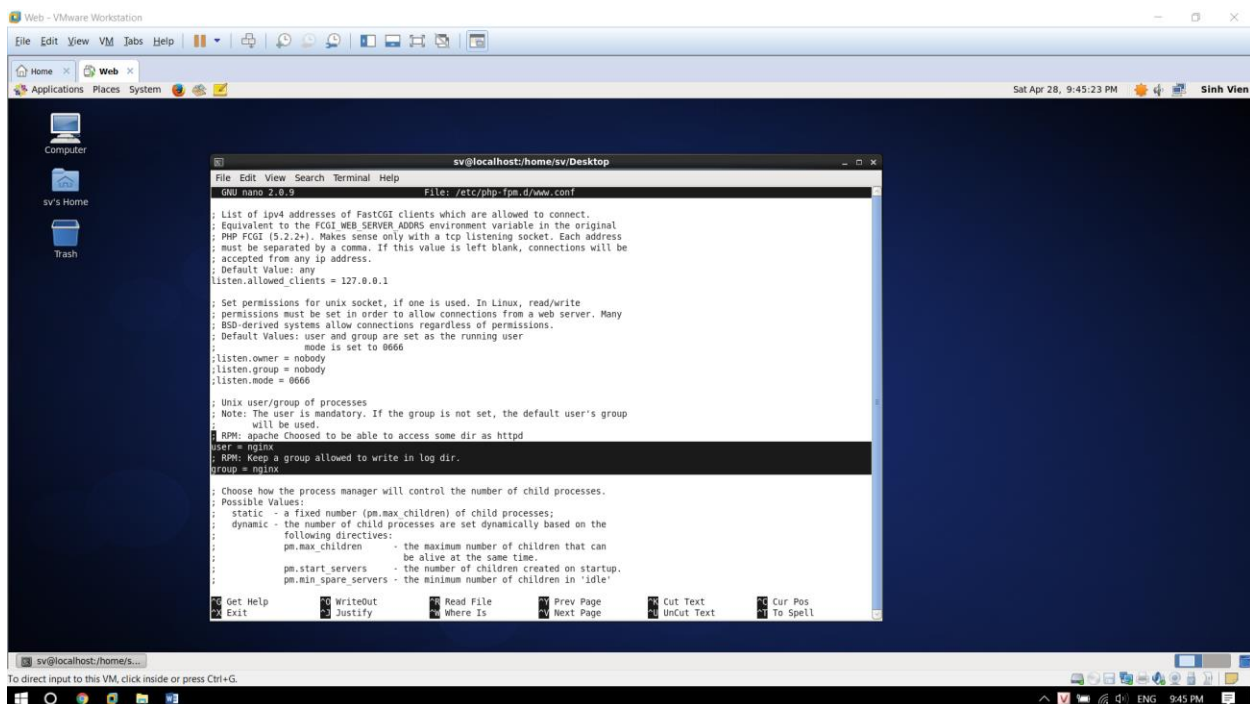 Web - VMware Workstation
File Edit View VM Tabs Help
Home Web
Applications Places System
Sat Apr 28, 9:45:23 PM Sinh Vien
Computer
sv's Home
Trash
sv@localhost:/home/sv/Desktop
File Edit View Search Terminal Help
GNU nano 2.0.9 File: /etc/php-fpm.d/www.conf
; List of ipv4 addresses of FastCGI clients which are allowed to connect.
; Equivalent to the FCGI_WEB_SERVER_ADDRS environment variable in the original
; PHP FCGI (5.2.2+). Makes sense only with a tcp listening socket. Each address
; must be separated by a comma. If this value is left blank, connections will be
; accepted from any ip address.
; Default Value: any
listen.allowed_clients = 127.0.0.1
; Set permissions for unix socket, if one is used. In Linux, read/write
; permissions must be set in order to allow connections from a web server. Many
; BSD-derived systems allow connections regardless of permissions.
; Default Values: user and group are set as the running user
; mode is set to 0666
;listen.owner = nobody
;listen.group = nobody
;listen.mode = 0666
; Unix user/group of processes
; Note: The user is mandatory. If the group is not set, the default user's group
; will be used.
; RPM: apache Choosed to be able to access some dir as httpd
user = nginx
; RPM: Keep a group allowed to write in log dir.
group = nginx
; Choose how the process manager will control the number of child processes.
; Possible Values:
; static - a fixed number (pm.max_children) of child processes;
; dynamic - the number of child processes are set dynamically based on the
; following directives:
; pm.max_children - the maximum number of children that can
; be alive at the same time.
; pm.start_servers - the number of children created on startup.
; pm.min_spare_servers - the minimum number of children in 'idle'
^G Get Help ^O WriteOut ^R Read File ^Y Prev Page ^K Cut Text ^C Cur Pos
^X Exit ^J Justify ^W Where Is ^V Next Page ^U UnCut Text ^T To Spell
sv@localhost:/home/s...
To direct input to this VM, click inside or press Ctrl+G.
ENG 9:45 PM